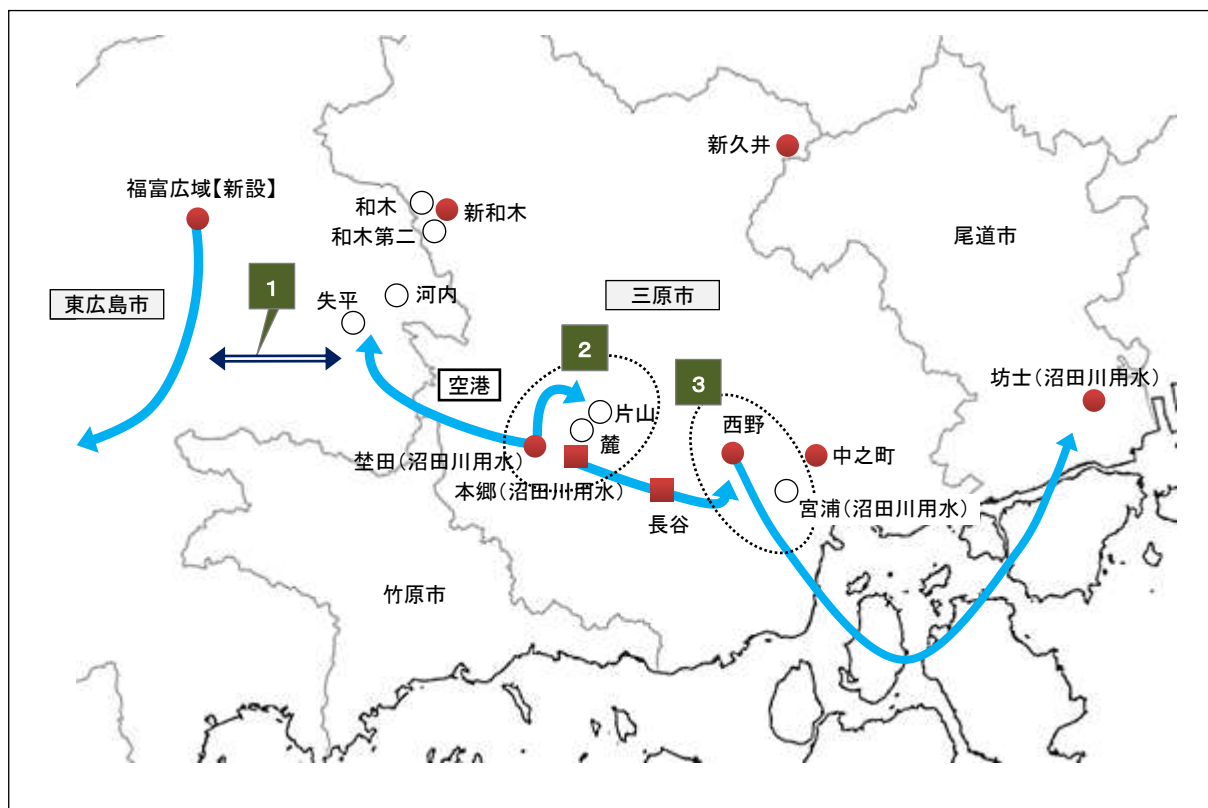 新久井
福富広域【新設】
和木
新和木
和木第二
尾道市
東広島市
1
河内
失平
三原市
2
空港
3
坊士(沼田川用水)
片山
西野
麓
埜田(沼田川用水)
中之町
本郷(沼田川用水)
宮浦(沼田川用水)
長谷
竹原市